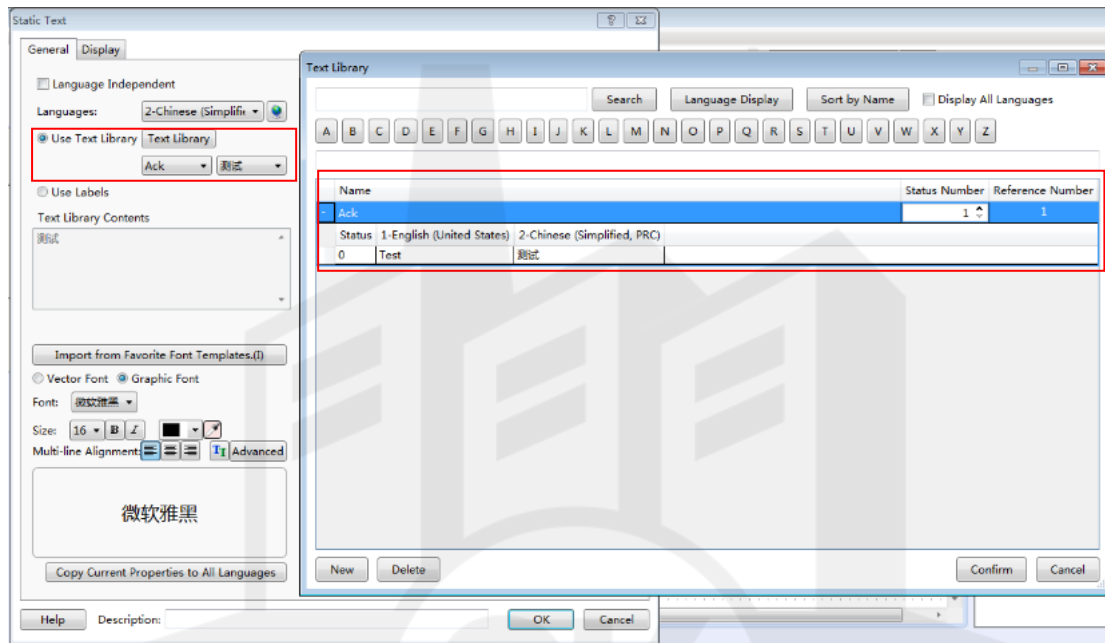 Static Text
General Display
Language Independent
Languages: 2-Chinese (Simplifi
Use Text Library Text Library
Ack 测试
Use Labels
Text Library Contents
测试
Import from Favorite Font Templates.(I)
Vector Font Graphic Font
Font: 微软雅黑
Size: 16 B I
Multi-line Alignment: Advanced
微软雅黑
Copy Current Properties to All Languages
Help Description: OK Cancel
Text Library
Search Language Display Sort by Name Display All Languages
A B C D E F G H I J K L M N O P Q R S T U V W X Y Z
Name Status Number Reference Number
- Ack 1 1
Status 1-English (United States) 2-Chinese (Simplified, PRC)
0 Test 测试
New Delete Confirm Cancel